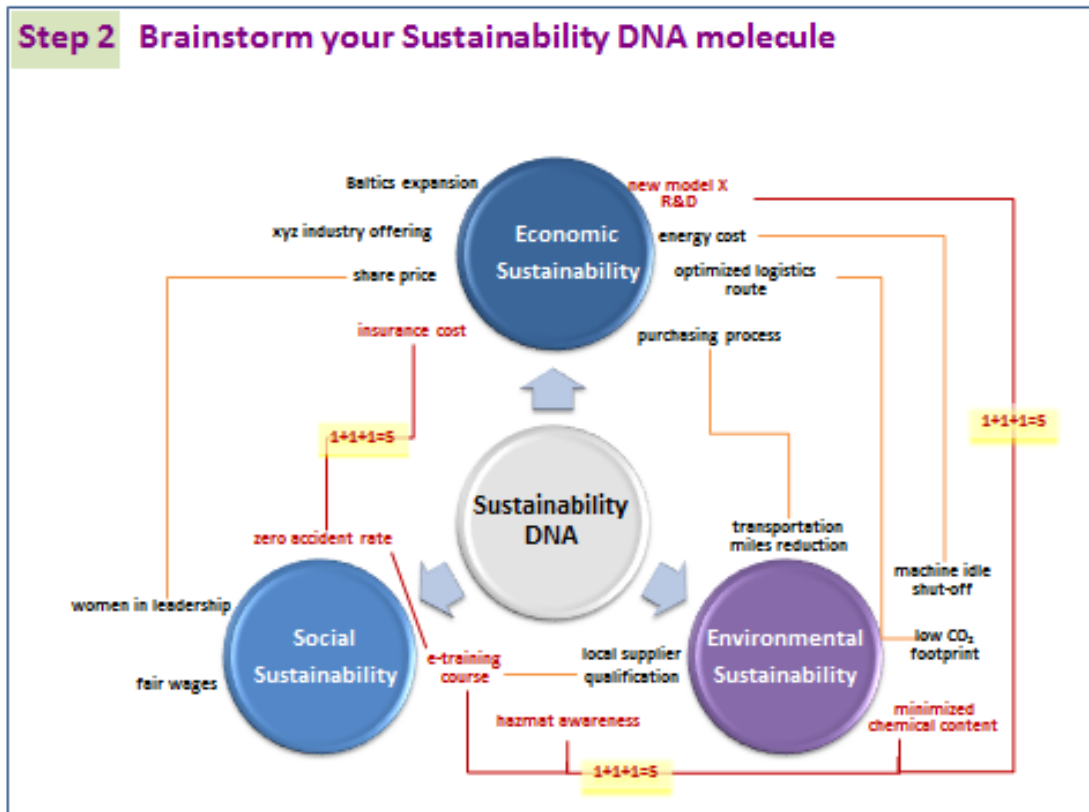 Step 2 Brainstorm your Sustainability DNA molecule
Baltics expansion
new model X
R&D
xyz industry offering
Economic
Sustainability
energy cost
share price
optimized logistics
route
insurance cost
purchasing process
1+1+1=5
1+1+1=5
Sustainability
DNA
zero accident rate
transportation
miles reduction
machine idle
shut-off
women in leadership
Social
Sustainability
Environmental
Sustainability
low CO₂
footprint
fair wages
e-training
course
local supplier
qualification
hazmat awareness
minimized
chemical content
1+1+1=5